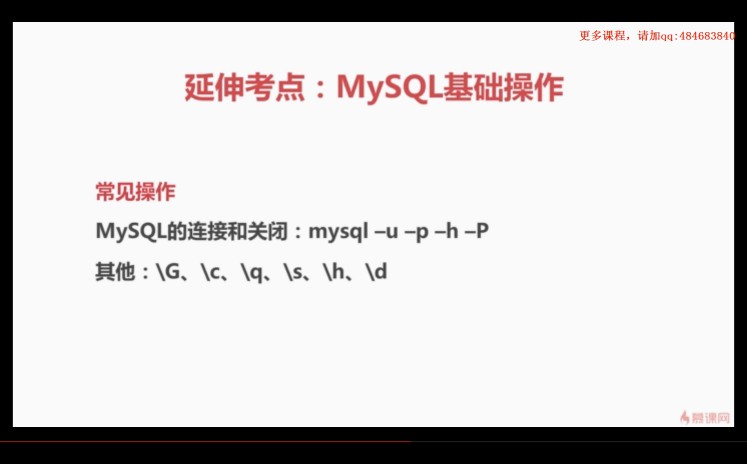 更多课程，请加qq:484683840
延伸考点：MySQL基础操作
常见操作
MySQL的连接和关闭：mysql –u –p –h –P
其他：\G、\c、\q、\s、\h、\d
慕课网